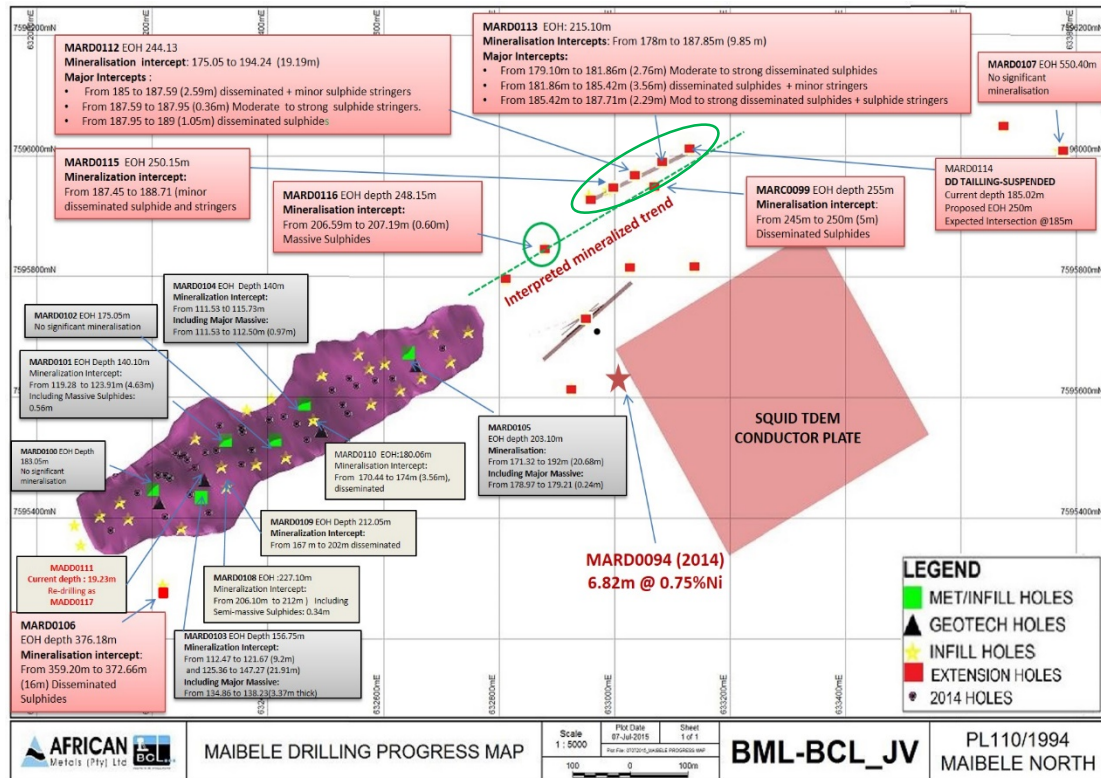 MARD0112 EOH 244.13
Mineralisation intercept: 175.05 to 194.24 (19.19m)
Major Intercepts :
• From 185 to 187.59 (2.59m) disseminated + minor sulphide stringers
• From 187.59 to 187.95 (0.36m) Moderate to strong sulphide stringers.
• From 187.95 to 189 (1.05m) disseminated sulphides
MARD0113 EOH: 215.10m
Mineralisation Intercepts: From 178m to 187.85m (9.85 m)
Major Intercepts:
• From 179.10m to 181.86m (2.76m) Moderate to strong disseminated sulphides
• From 181.86m to 185.42m (3.56m) disseminated sulphides + minor stringers
• From 185.42m to 187.71m (2.29m) Mod to strong disseminated sulphides + sulphide stringers
MARD0107 EOH 550.40m
No significant
mineralisation
7596000mN
7596000mN
MARD0115 EOH 250.15m
Mineralisation intercept:
From 187.45 to 188.71 (minor
disseminated sulphide and stringers
MARD0116 EOH depth 248.15m
Mineralisation intercept:
From 206.59m to 207.19m (0.60m)
Massive Sulphides
MARC0099 EOH depth 255m
Mineralisation intercept:
From 245m to 250m (5m)
Disseminated Sulphides
MARD0114
DD TAILLING-SUSPENDED
Current depth 185.02m
Proposed EOH 250m
Expected Intersection @185m
Interpreted mineralized trend
7595800mN
7595800mN
MARD0104 EOH Depth 140m
Mineralization Intercept:
From 111.53 to 115.73m
Including Major Massive:
From 111.53 to 112.50m (0.97m)
MARD0102 EOH 175.05m
No significant mineralisation
MARD0101 EOH Depth 140.10m
Mineralization Intercept:
From 119.28 to 123.91m (4.63m)
Including Massive Sulphides:
0.56m
7595600mN
7595600mN
MARD0100 EOH Depth
183.05m
No significant
mineralisation
MARD0105
EOH depth 203.10m
Mineralisation:
From 171.32 to 192m (20.68m)
Including Major Massive:
From 178.97 to 179.21 (0.24m)
MARD0110 EOH:180.06m
Mineralisation Intercept:
From 170.44 to 174m (3.56m),
disseminated
SQUID TDEM
CONDUCTOR PLATE
7595400mN
7595400mN
MARD0109 EOH Depth 212.05m
Mineralization Intercept:
From 167 m to 202m disseminated
MADD0111
Current depth : 19.23m
Re-drilling as
MADD0117
MARD0108 EOH :227.10m
Mineralization Intercept:
From 206.10m to 212m ) Including
Semi-massive Sulphides: 0.34m
MARD0094 (2014)
6.82m @ 0.75%Ni
MARD0106
EOH depth 376.18m
Mineralisation intercept:
From 359.20m to 372.66m
(16m) Disseminated
Sulphides
MARD0103 EOH Depth 156.75m
Mineralization Intercept:
From 112.47 to 121.67 (9.2m)
and 125.36 to 147.27 (21.91m)
Including Major Massive:
From 134.86 to 138.23(3.37m thick)
LEGEND
MET/INFILL HOLES
GEOTECH HOLES
INFILL HOLES
EXTENSION HOLES
2014 HOLES
632800mE
633000mE
633200mE
633400mE
AFRICAN
Metals (Pty) Ltd
BCL
MAIBELE DRILLING PROGRESS MAP
Scale
1 : 5000
Plot Date
07-Jul-2015
Sheet
1 of 1
100 0 100m
BML-BCL_JV
PL110/1994
MAIBELE NORTH